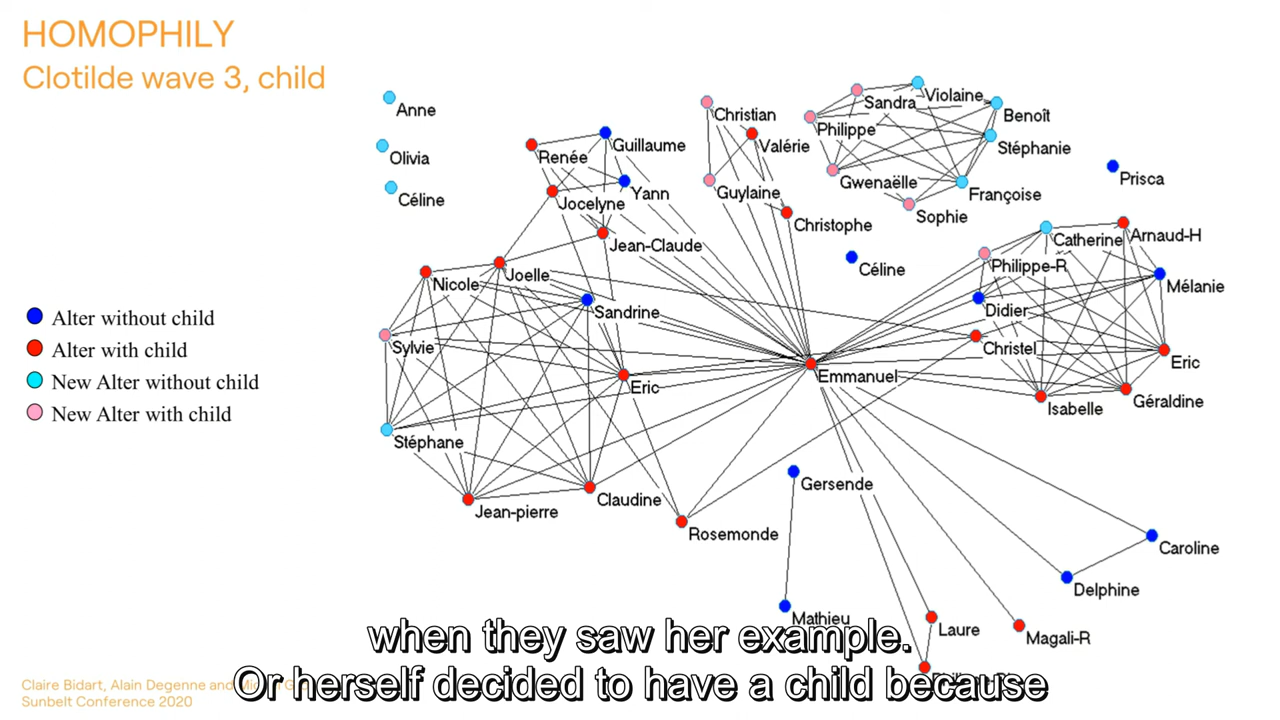 HOMOPHILY
Clotilde wave 3, child
Anne
Olivia
Céline
Renée
Guillaume
Yann
Jocelyne
Jean-Claude
Christian
Valérie
Guylaine
Christophe
Sandra
Violaine
Benoît
Philippe
Stéphanie
Gwenaëlle
Françoise
Sophie
Prisca
Céline
Catherine
Arnaud-H
Philippe-R
Mélanie
Didier
Christel
Eric
Isabelle
Géraldine
Nicole
Joelle
Sandrine
Sylvie
Eric
Emmanuel
Stéphane
Claudine
Jean-pierre
Rosemonde
Gersende
Mathieu
Caroline
Delphine
Laure
Magali-R
Alter without child
Alter with child
New Alter without child
New Alter with child
when they saw her example.
Or herself decided to have a child because
Claire Bidart, Alain Degenne and
Sunbelt Conference 2020